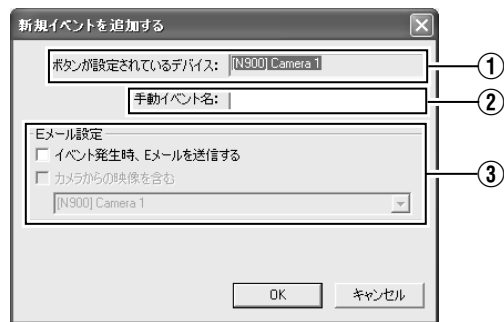 新規イベントを追加する
ボタンが設定されているデバイス: [N900] Camera 1
①
手動イベント名:
②
Eメール設定
イベント発生時、Eメールを送信する
カメラからの映像を含む
[N900] Camera 1
③
OK キャンセル